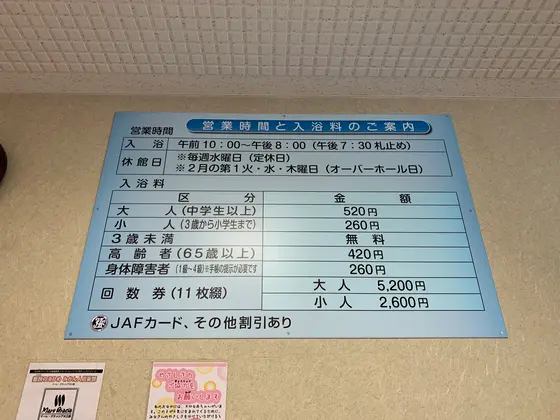 営業時間と入浴料のご案内
営業時間
入浴 午前10:00〜午後8:00（午後7:30札止め）
休館日 ※毎週水曜日（定休日）
※2月の第1火・水・木曜日（オーバーホール日）
入浴料
区分 金額
大人（中学生以上） 520円
小人（3歳から小学生まで） 260円
3歳未満 無料
高齢者（65歳以上） 420円
身体障害者（1級〜4級）※手帳の提示が必要です 260円
回数券（11枚綴） 大人 5,200円
小人 2,600円
JAFカード、その他割引あり
お願いします